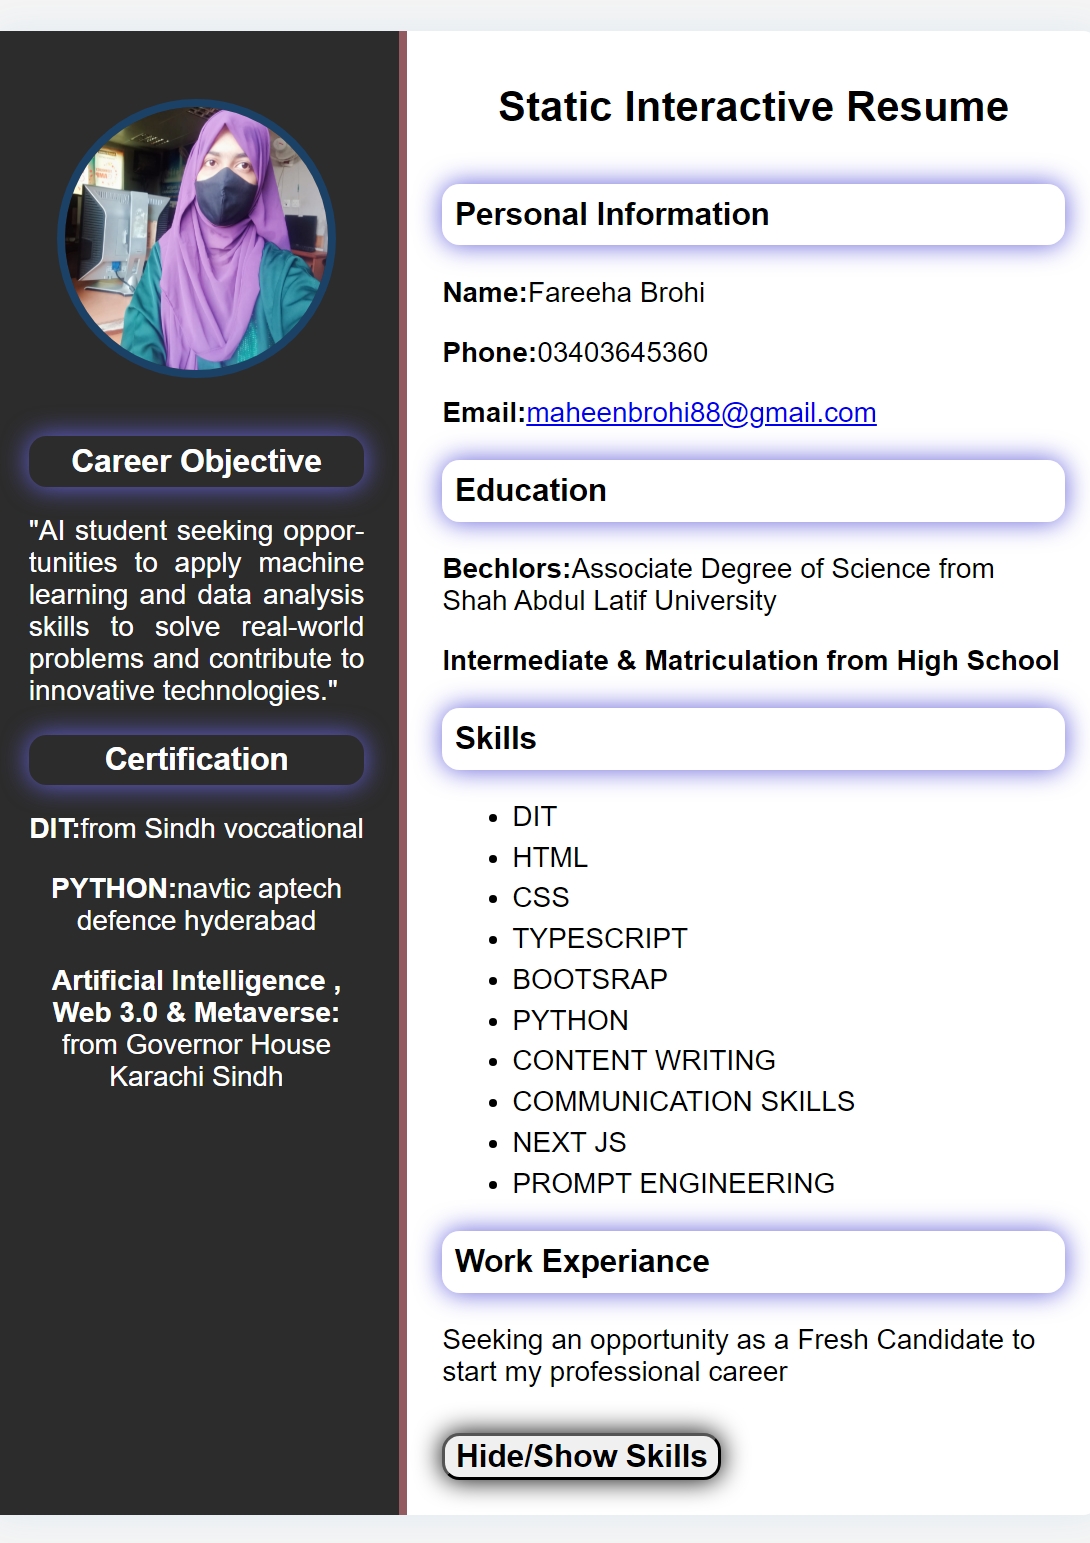 Static Interactive Resume
Career Objective
"AI student seeking oppor-
tunities to apply machine
learning and data analysis
skills to solve real-world
problems and contribute to
innovative technologies."
Certification
DIT:from Sindh voccational
PYTHON:navtic aptech
defence hyderabad
Artificial Intelligence ,
Web 3.0 & Metaverse:
from Governor House
Karachi Sindh
Personal Information
Name:Fareeha Brohi
Phone:03403645360
Email:maheenbrohi88@gmail.com
Education
Bechlors:Associate Degree of Science from
Shah Abdul Latif University
Intermediate & Matriculation from High School
Skills
• DIT
• HTML
• CSS
• TYPESCRIPT
• BOOTSRAP
• PYTHON
• CONTENT WRITING
• COMMUNICATION SKILLS
• NEXT JS
• PROMPT ENGINEERING
Work Experiance
Seeking an opportunity as a Fresh Candidate to
start my professional career
Hide/Show Skills